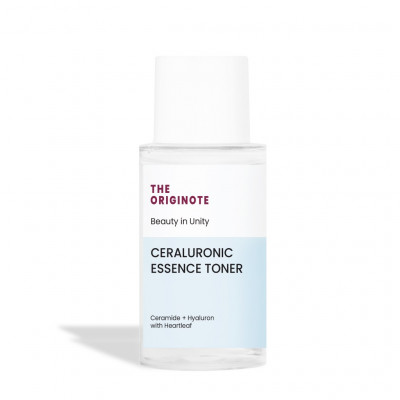 THE
ORIGINOTE
Beauty in Unity
CERALURONIC
ESSENCE TONER
Ceramide + Hyaluron
with Heartleaf